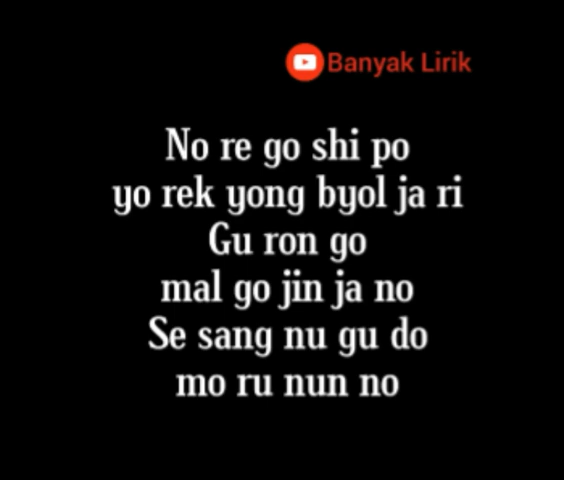 Banyak Lirik
No re go shi po
yo rek yong byol ja ri
Gu ron go
mal go jin ja no
Se sang nu gu do
mo ru nun no